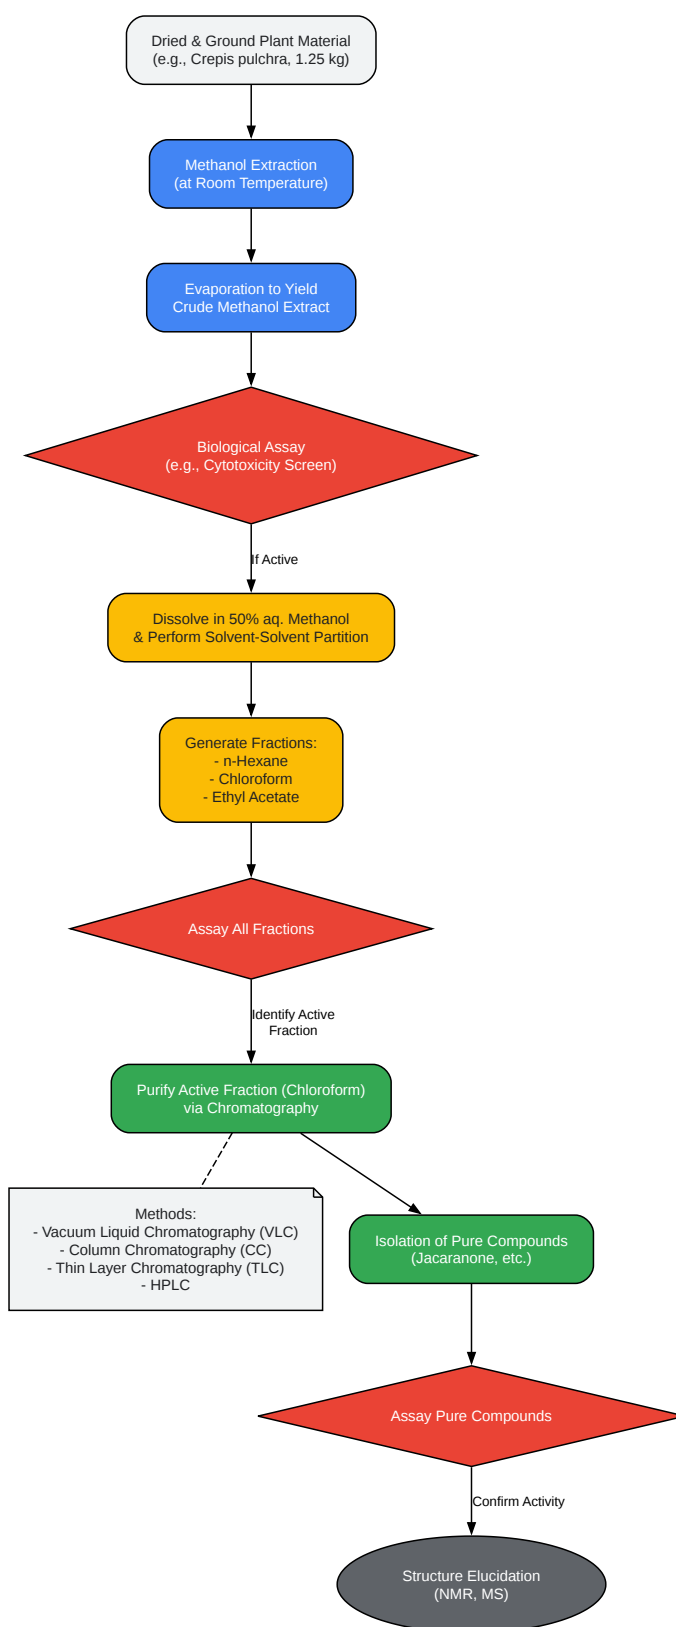 Dried & Ground Plant Material
(e.g., Crepis pulchra, 1.25 kg)
Methanol Extraction
(at Room Temperature)
Evaporation to Yield
Crude Methanol Extract
Biological Assay
(e.g., Cytotoxicity Screen)
If Active
Dissolve in 50% aq. Methanol
& Perform Solvent-Solvent Partition
Generate Fractions:
- n-Hexane
- Chloroform
- Ethyl Acetate
Assay All Fractions
Identify Active
Fraction
Purify Active Fraction (Chloroform)
via Chromatography
Methods:
- Vacuum Liquid Chromatography (VLC)
- Column Chromatography (CC)
- Thin Layer Chromatography (TLC)
- HPLC
Isolation of Pure Compounds
(Jacaranone, etc.)
Assay Pure Compounds
Confirm Activity
Structure Elucidation
(NMR, MS)